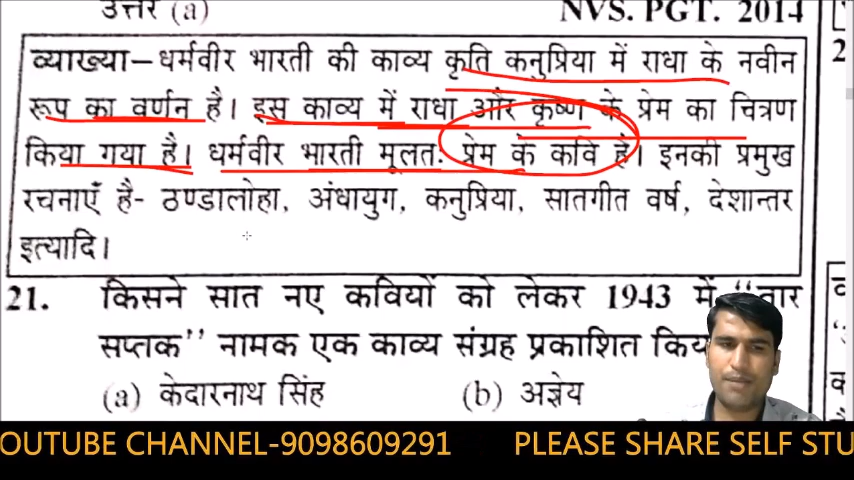 उत्तर (a)
NVS. PGT. 2014
व्याख्या–धर्मवीर भारती की काव्य कृति कनुप्रिया में राधा के नवीन
रूप का वर्णन है। इस काव्य में राधा और कृष्ण के प्रेम का चित्रण
किया गया है। धर्मवीर भारती मूलतः प्रेम के कवि हैं। इनकी प्रमुख
रचनाएँ है- ठण्डालोहा, अंधायुग, कनुप्रिया, सातगीत वर्ष, देशान्तर
इत्यादि।
21. किसने सात नए कवियों को लेकर 1943 में "तार
सप्तक" नामक एक काव्य संग्रह प्रकाशित
(a) केदारनाथ सिंह (b) अज्ञेय
OUTUBE CHANNEL-9098609291 PLEASE SHARE SELF STU